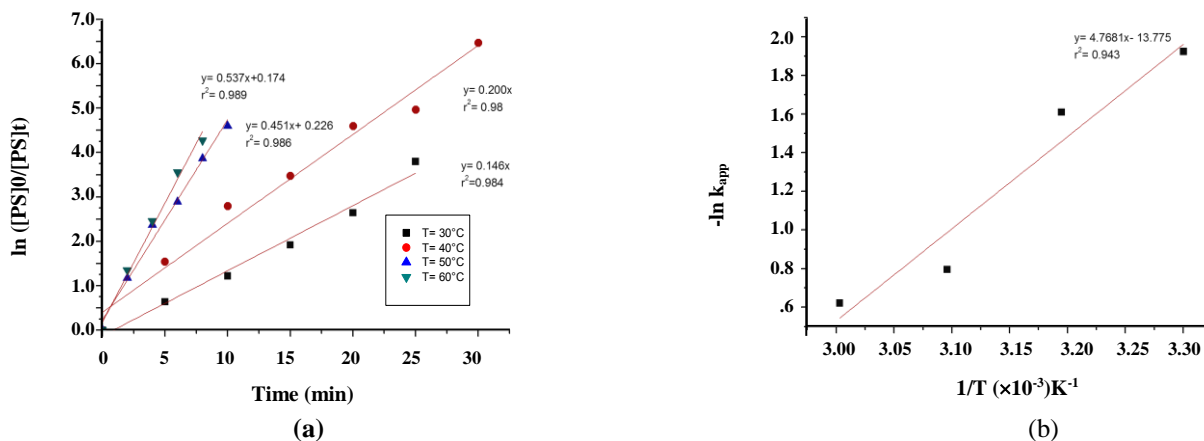 7.0
6.0
5.0
4.0
3.0
2.0
1.0
0.0
ln ([PS]0/[PS]t)
y= 0.537x+0.174
r²= 0.989
y= 0.451x+ 0.226
r²= 0.986
y= 0.200x
r²= 0.98
y= 0.146x
r²=0.984
T= 30°C
T= 40°C
T= 50°C
T= 60°C
0 5 10 15 20 25 30
Time (min)
(a)
2.0
1.8
1.6
1.4
1.2
1.0
0.8
.6
-ln kapp
y= 4.7681x- 13.775
r²= 0.943
3.00 3.05 3.10 3.15 3.20 3.25 3.30
1/T (×10⁻³)K⁻¹
(b)